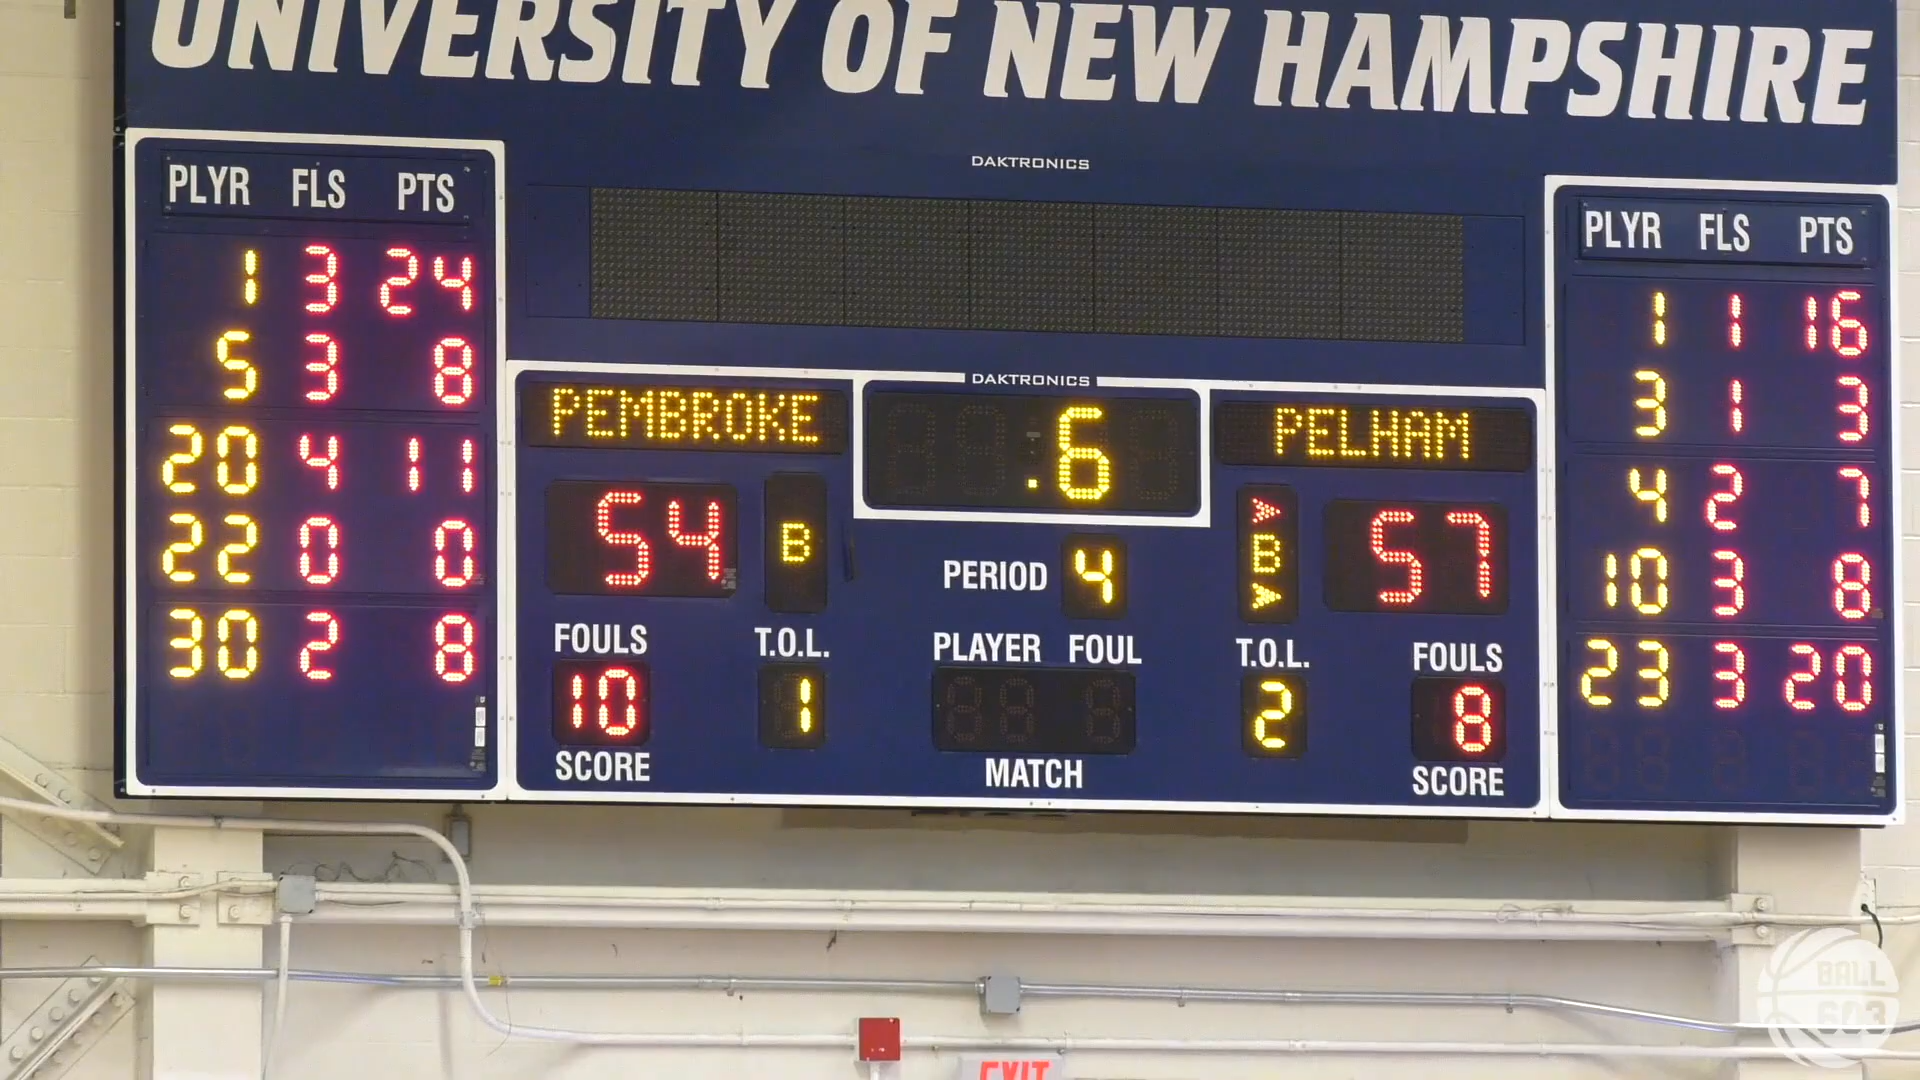 UNIVERSITY OF NEW HAMPSHIRE
DAKTRONICS
PLYR FLS PTS
1 3 24
5 3 8
20 4 11
22 0 0
30 2 8
DAKTRONICS
PEMBROKE .6 PELHAM
54 B B 57
PERIOD 4
FOULS T.O.L. PLAYER FOUL T.O.L. FOULS
10 1 2 8
SCORE MATCH SCORE
PLYR FLS PTS
1 1 16
3 1 3
4 2 7
10 3 8
23 3 20
EXIT
BALL
603